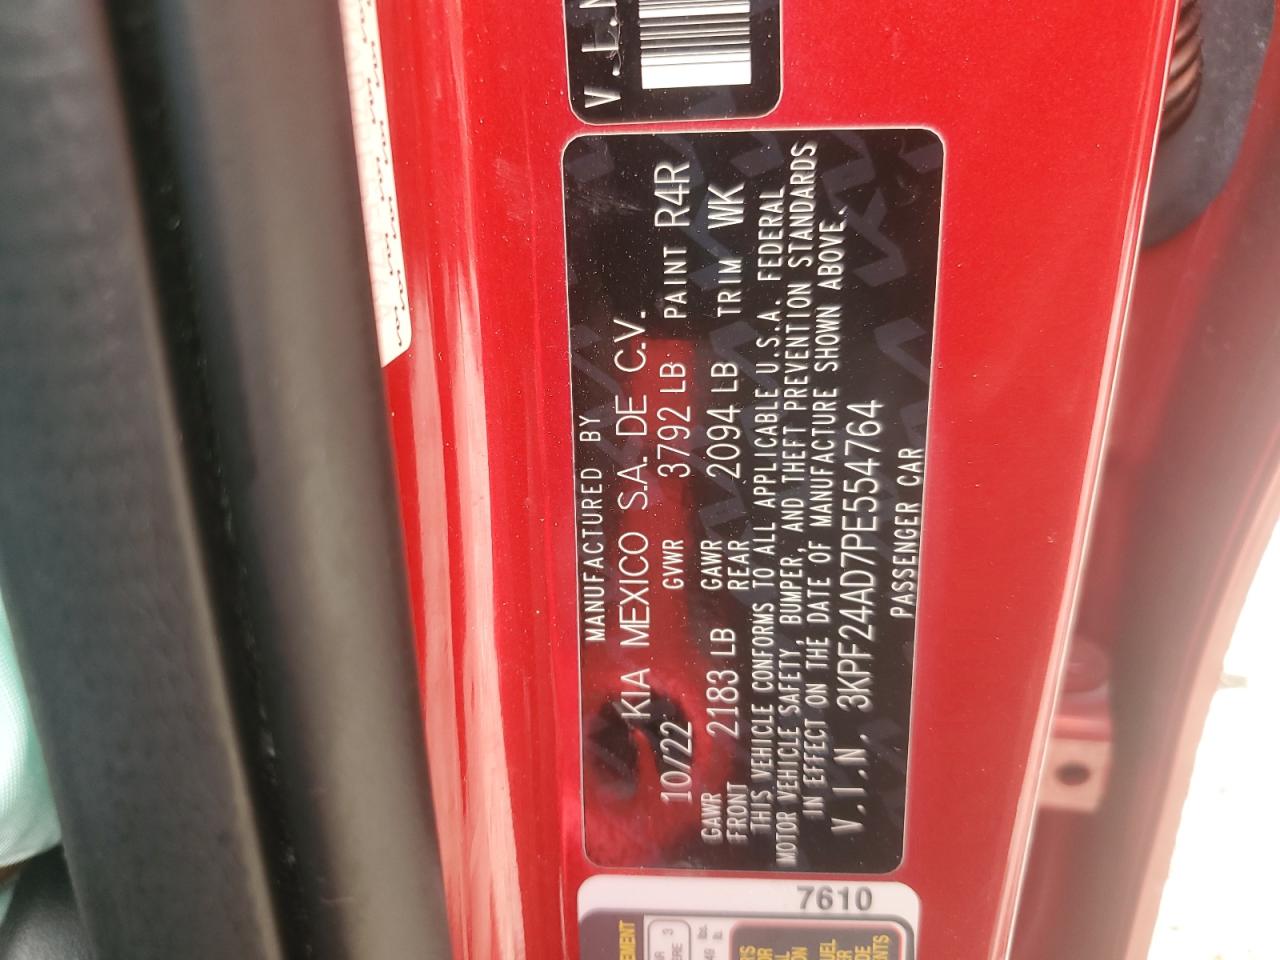 V.I.N
MANUFACTURED BY
KIA MEXICO S.A. DE C.V.
10/22 GVWR 3792 LB PAINT R4R
GAWR FRONT 2183 LB GAWR REAR 2094 LB TRIM WK
THIS VEHICLE CONFORMS TO ALL APPLICABLE U.S.A. FEDERAL
MOTOR VEHICLE SAFETY, BUMPER, AND THEFT PREVENTION STANDARDS
IN EFFECT ON THE DATE OF MANUFACTURE SHOWN ABOVE.
V.I.N. 3KPF24AD7PE554764
PASSENGER CAR
7610
3